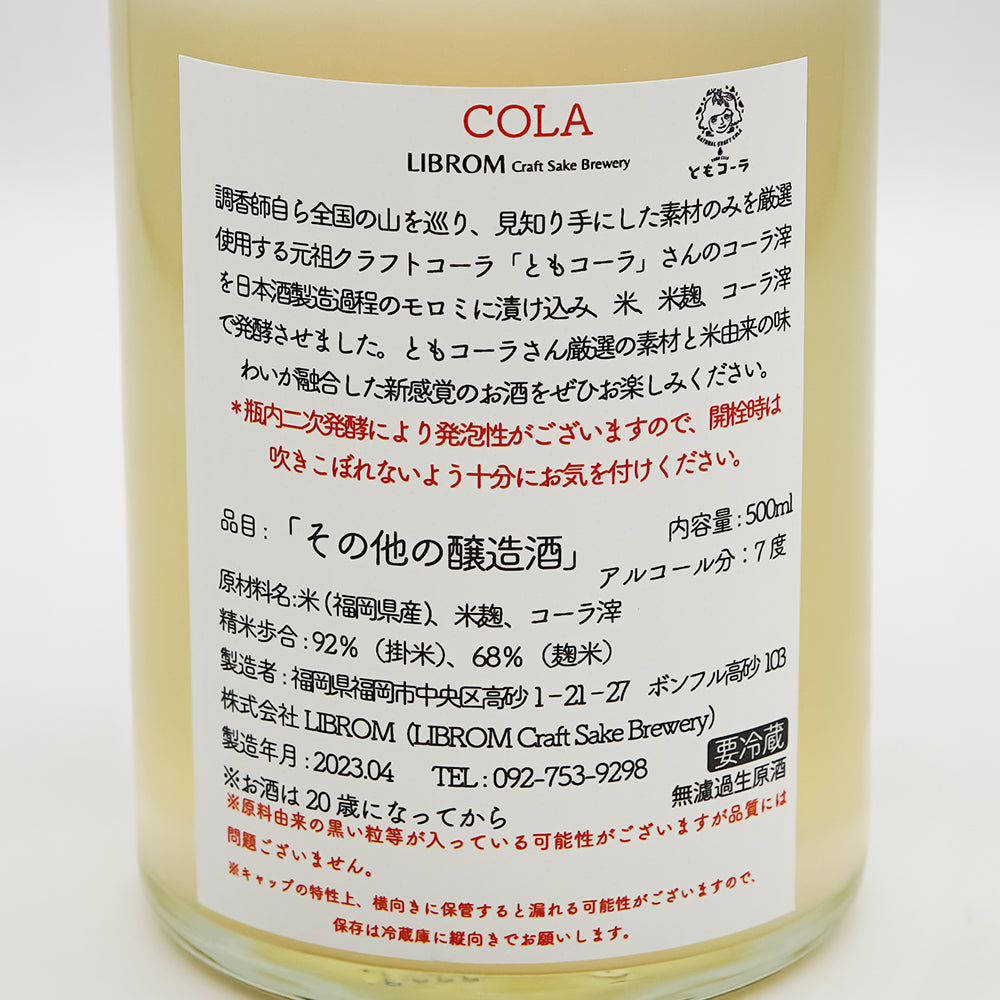 COLA
LIBROM Craft Sake Brewery
NATURAL CRAFT COLA
ともコーラ
調香師自ら全国の山を巡り、見知り手にした素材のみを厳選
使用する元祖クラフトコーラ「ともコーラ」さんのコーラ滓
を日本酒製造過程のモロミに漬け込み、米、米麹、コーラ滓
で発酵させました。ともコーラさん厳選の素材と米由来の味
わいが融合した新感覚のお酒をぜひお楽しみください。
*瓶内二次発酵により発泡性がございますので、開栓時は
吹きこぼれないよう十分にお気を付けください。
品目:「その他の醸造酒」
内容量:500ml
アルコール分:7度
原材料名:米(福岡県産)、米麹、コーラ滓
精米歩合:92%(掛米)、68%(麹米)
製造者:福岡県福岡市中央区高砂1-21-27 ボンフル高砂103
株式会社LIBROM(LIBROM Craft Sake Brewery)
製造年月:2023.04 TEL:092-753-9298
要冷蔵
無濾過生原酒
※お酒は20歳になってから
※原料由来の黒い粒等が入っている可能性がございますが品質には
問題ございません。
※キャップの特性上、横向きに保管すると漏れる可能性がございますので、
保存は冷蔵庫に縦向きでお願いします。